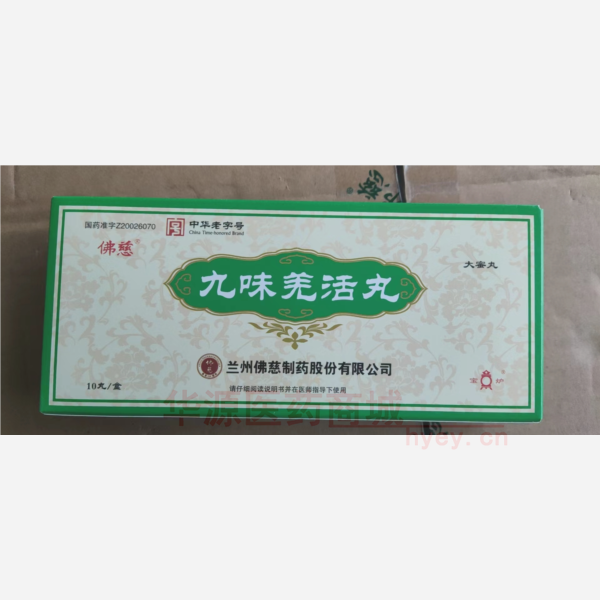 国药准字Z20026070
中华老字号
China Time-honored Brand
佛慈
大蜜丸
九味羌活丸
兰州佛慈制药股份有限公司
10丸/盒
请仔细阅读说明书并在医师指导下使用
宝炉
华源医药商城
hyey.cn